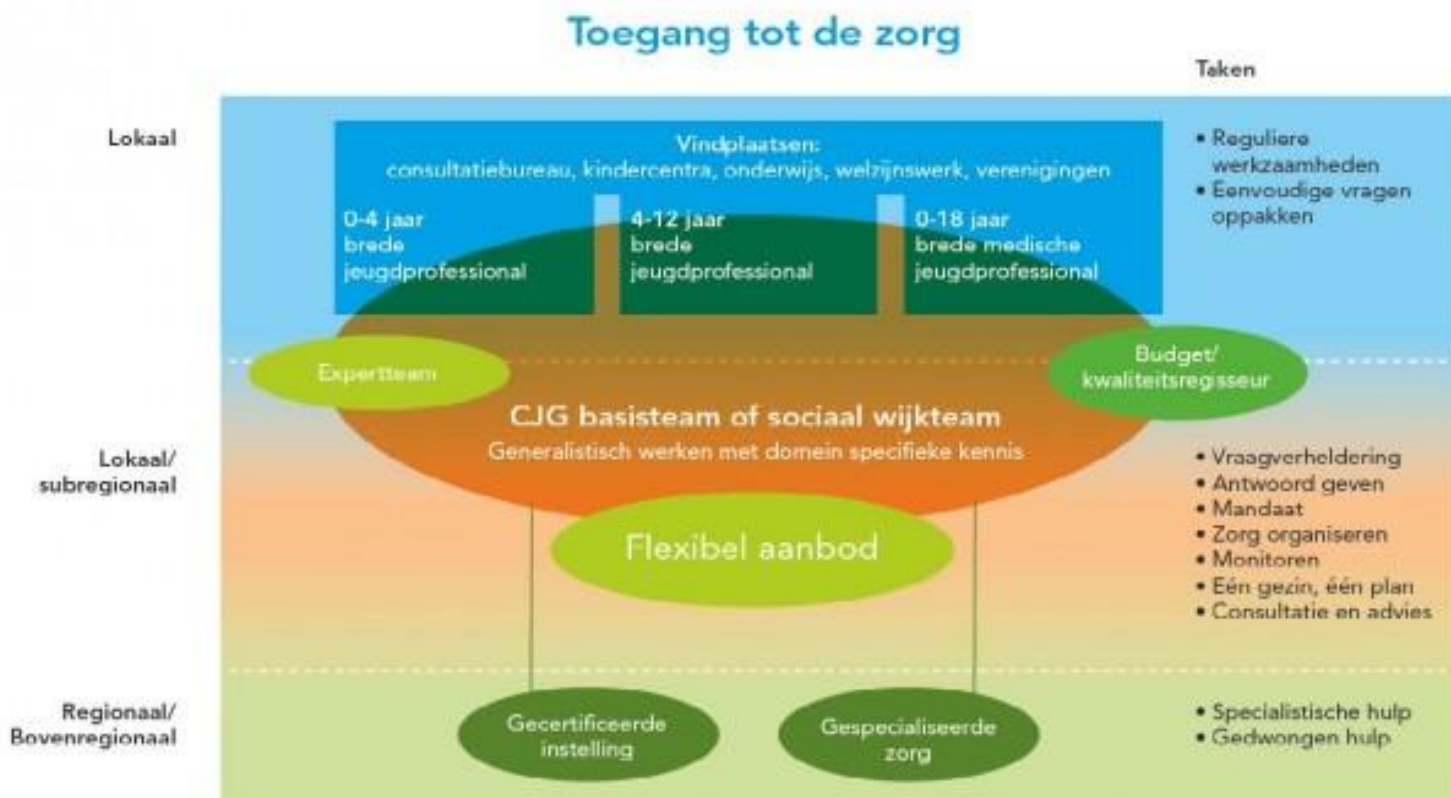 Toegang tot de zorg
Taken
Lokaal
Vindplaatsen:
consultatiebureau, kindercentra, onderwijs, welzijnswerk, verenigingen
0-4 jaar
brede
jeugdprofessional
4-12 jaar
brede
jeugdprofessional
0-18 jaar
brede medische
jeugdprofessional
• Reguliere
werkzaamheden
• Eenvoudige vragen
oppakken
Expertteam
Budget/
kwaliteitsregisseur
CJG basisteam of sociaal wijkteam
Generalistisch werken met domein specifieke kennis
Lokaal/
subregionaal
Flexibel aanbod
• Vraagverheldering
• Antwoord geven
• Mandaat
• Zorg organiseren
• Monitoren
• Eén gezin, één plan
• Consultatie en advies
Regionaal/
Bovenregionaal
Gecertificeerde
instelling
Gespecialiseerde
zorg
• Specialistische hulp
• Gedwongen hulp